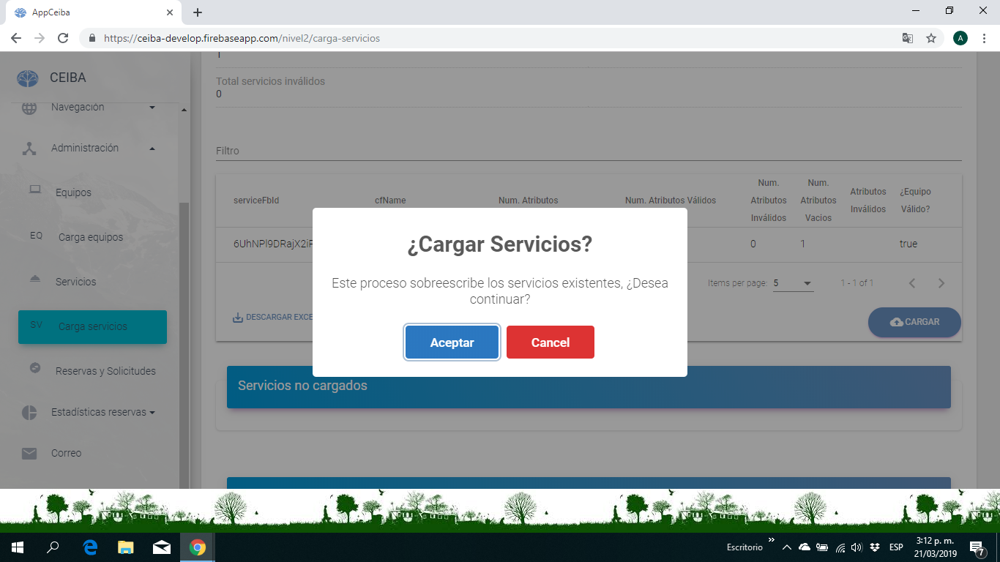 AppCeiba
https://ceiba-develop.firebaseapp.com/nivel2/carga-servicios
A
CEIBA
Navegación
Administración
Equipos
EQ Carga equipos
Servicios
SV Carga servicios
Reservas y Solicitudes
Estadísticas reservas
Correo
1
Total servicios inválidos
0
Filtro
serviceFbId cfName Num. Atributos Num. Atributos Válidos Num. Atributos Inválidos Num. Atributos Vacios Atributos Inválidos ¿Equipo Válido?
0 1 true
Items per page: 5 1 - 1 of 1
DESCARGAR EXCE
CARGAR
¿Cargar Servicios?
Este proceso sobreescribe los servicios existentes, ¿Desea
continuar?
Aceptar Cancel
Servicios no cargados
Escritorio
ESP
3:12 p. m.
21/03/2019
7